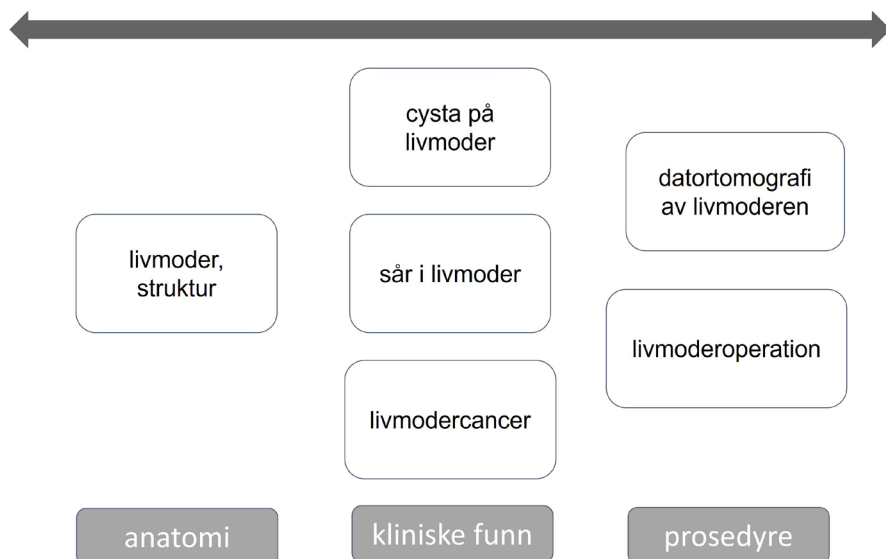 cysta på
livmoder
datortomografi
av livmoderen
livmoder,
struktur
sår i livmoder
livmoderoperation
livmodercancer
anatomi
kliniske funn
prosedyre